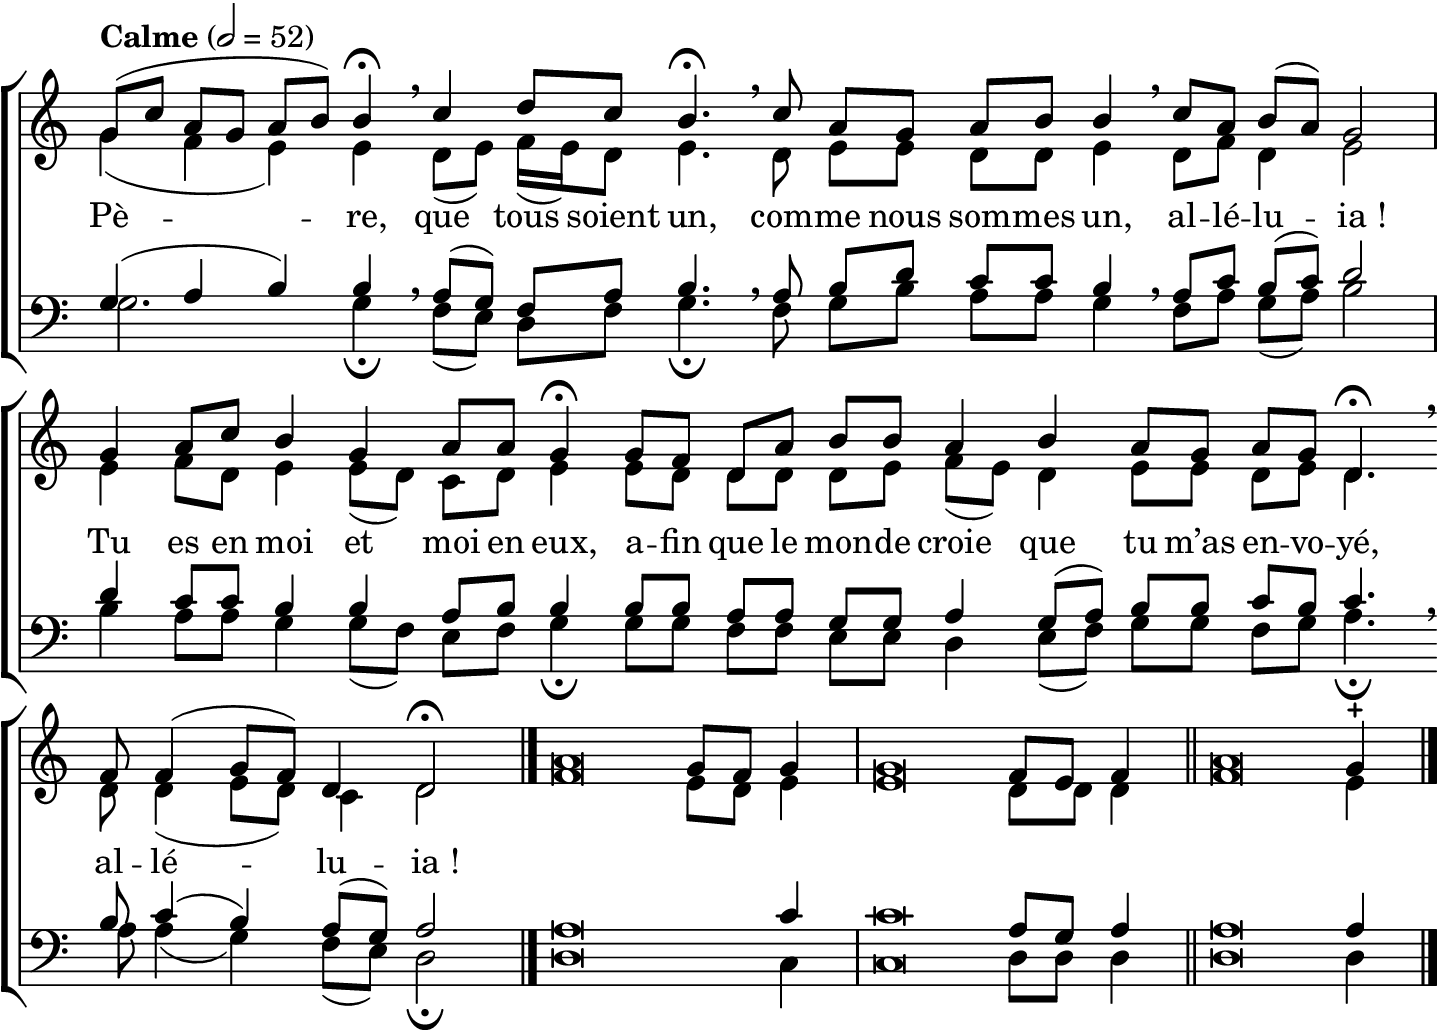 Calme (𝅗𝅥 = 52)
Pè -- -- re, que tous soient un, comme nous sommes un, al -- lé -- lu -- ia !
Tu es en moi et moi en eux, a -- fin que le monde croie que tu m’as en -- vo -- yé,
al -- lé -- lu -- ia !